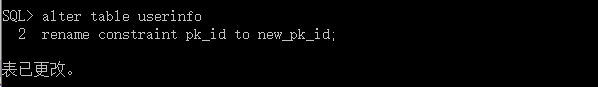 SQL> alter table userinfo
2 rename constraint pk_id to new_pk_id;
表已更改。